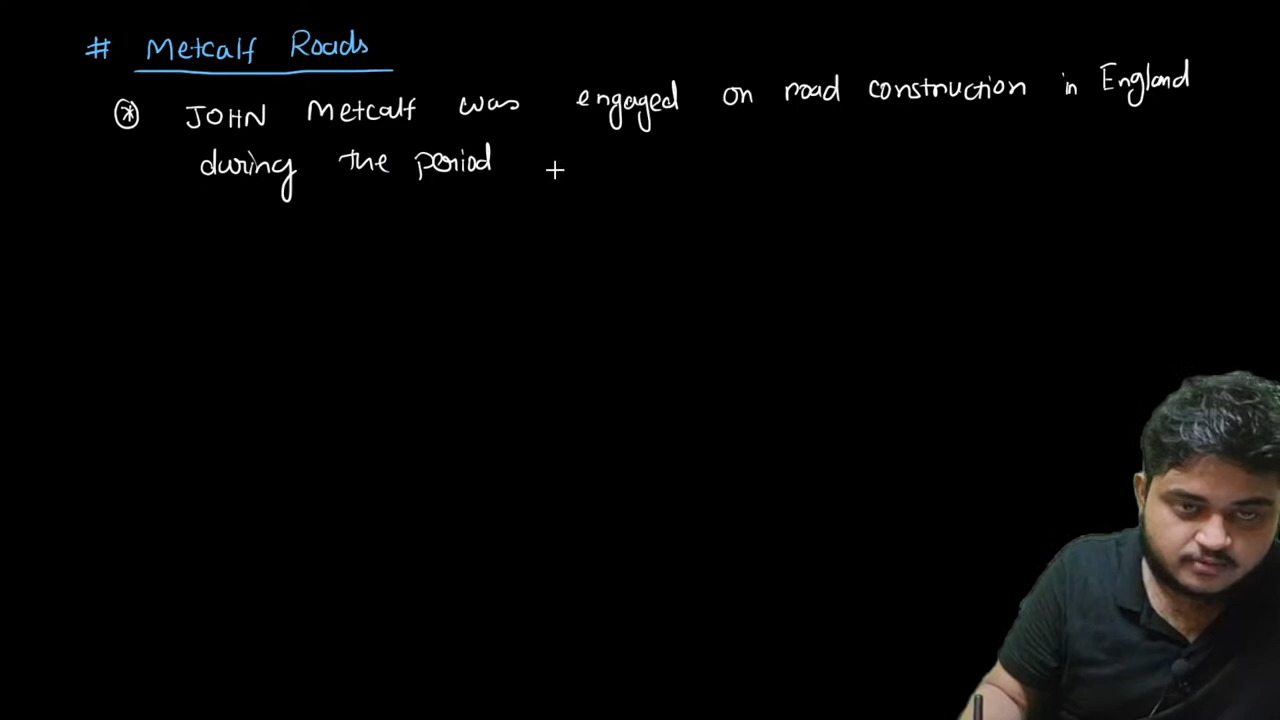 # Metcalf Roads
⊛ JOHN Metcalf was engaged on road construction in England
during the period